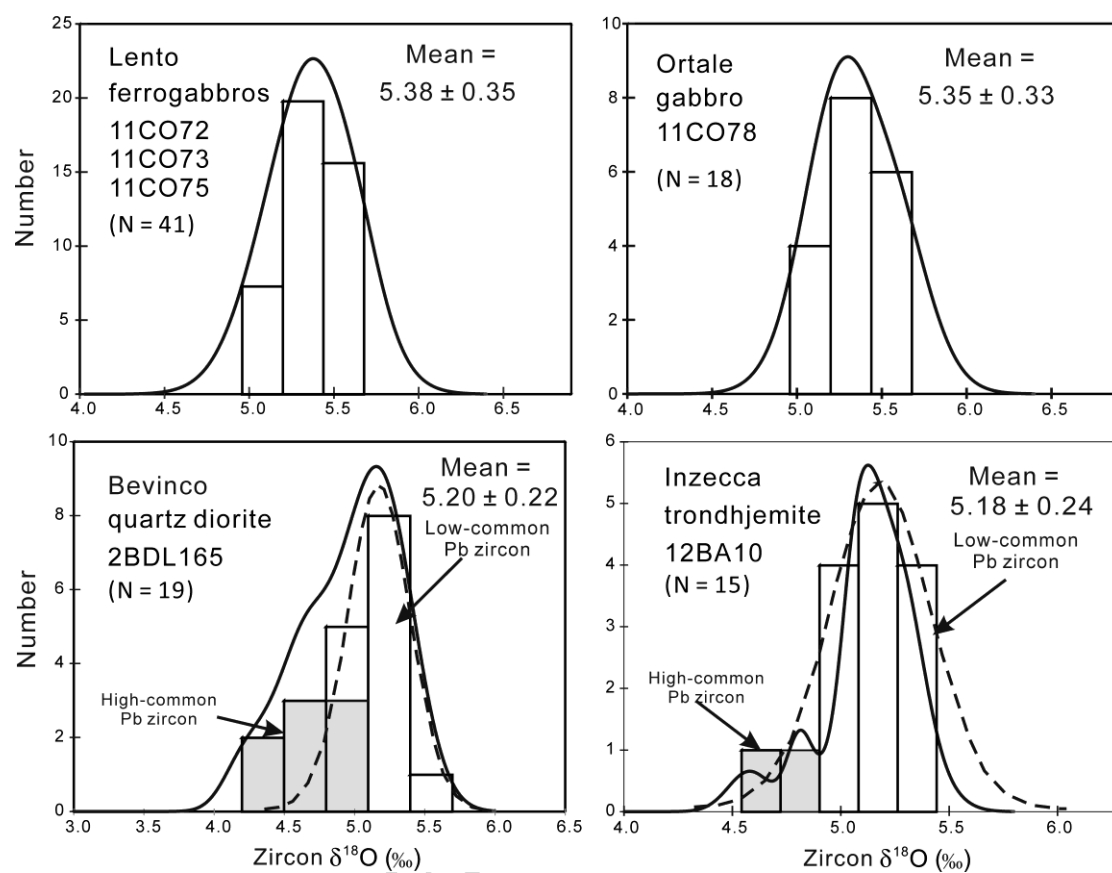 25
20
15
10
5
0
Number
Lento
ferrogabbros
11CO72
11CO73
11CO75
(N = 41)
Mean =
5.38 ± 0.35
4.0
4.5
5.0
5.5
6.0
6.5
10
8
6
4
2
0
Ortale
gabbro
11CO78
(N = 18)
Mean =
5.35 ± 0.33
4.0
4.5
5.0
5.5
6.0
6.5
10
8
6
4
2
0
Number
Bevinco
quartz diorite
2BDL165
(N = 19)
Mean =
5.20 ± 0.22
Low-common
Pb zircon
High-common
Pb zircon
3.0
3.5
4.0
4.5
5.0
5.5
6.0
6.5
Zircon δ¹⁸O (‰)
6
5
4
3
2
1
0
Inzecca
trondhjemite
12BA10
(N = 15)
Mean =
5.18 ± 0.24
Low-common
Pb zircon
High-common
Pb zircon
4.0
4.5
5.0
5.5
6.0
Zircon δ¹⁸O (‰)